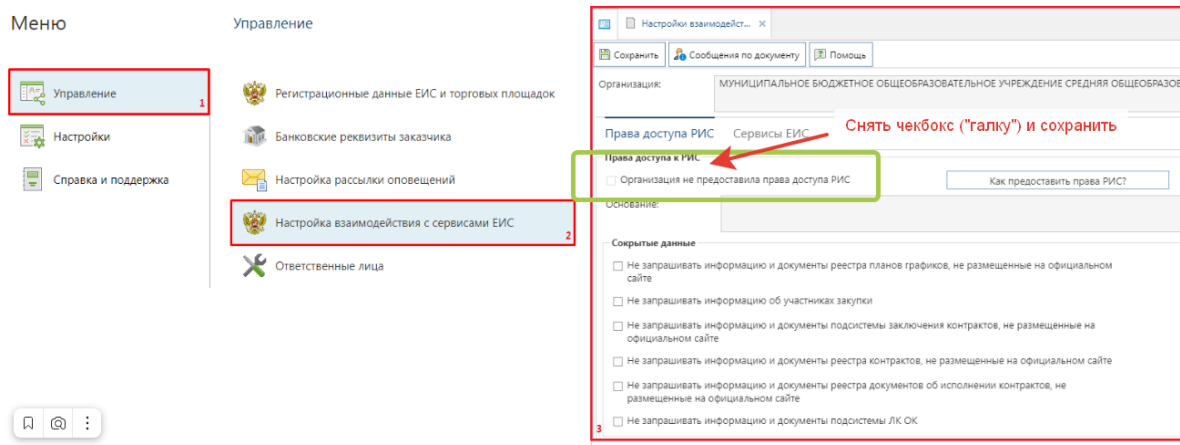 Меню
Управление
1
Настройки
Справка и поддержка
Управление
Регистрационные данные ЕИС и торговых площадок
Банковские реквизиты заказчика
Настройка рассылки оповещений
Настройка взаимодействия с сервисами ЕИС
2
Ответственные лица
Настройки взаимодейст...
Сохранить
Сообщения по документу
Помощь
Организация:
МУНИЦИПАЛЬНОЕ БЮДЖЕТНОЕ ОБЩЕОБРАЗОВАТЕЛЬНОЕ УЧРЕЖДЕНИЕ СРЕДНЯЯ ОБЩЕОБРАЗОВ
Снять чекбокс ("галку") и сохранить
Права доступа РИС
Сервисы ЕИС
Права доступа к РИС
Организация не предоставила права доступа РИС
Как предоставить права РИС?
Основание:
Сокрытые данные
Не запрашивать информацию и документы реестра планов графиков, не размещенные на официальном
сайте
Не запрашивать информацию об участниках закупки
Не запрашивать информацию и документы подсистемы заключения контрактов, не размещенные на
официальном сайте
Не запрашивать информацию и документы реестра контрактов, не размещенные на официальном сайте
Не запрашивать информацию и документы реестра документов об исполнении контрактов, не
размещенные на официальном сайте
Не запрашивать информацию и документы подсистемы ЛК ОК
3